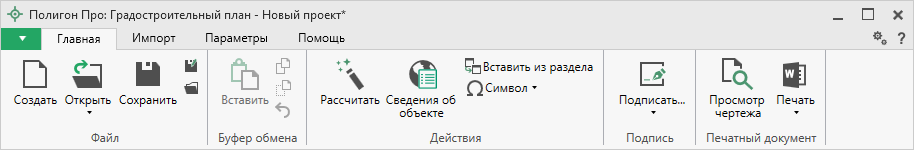 Полигон Про: Градостроительный план - Новый проект*
Главная Импорт Параметры Помощь ?
Создать Открыть Сохранить Вставить Рассчитать Сведения об объекте Вставить из раздела
Ω Символ
Подписать... Просмотр чертежа W Печать
Файл Буфер обмена Действия Подпись Печатный документ